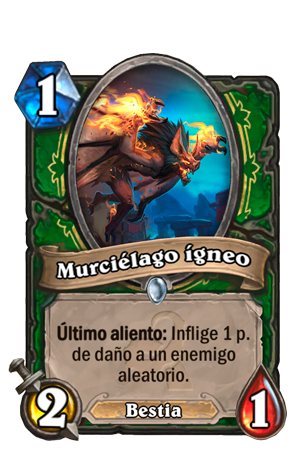 1
Murciélago ígneo
Último aliento: Inflige 1 p.
de daño a un enemigo
aleatorio.
2
Bestia
1